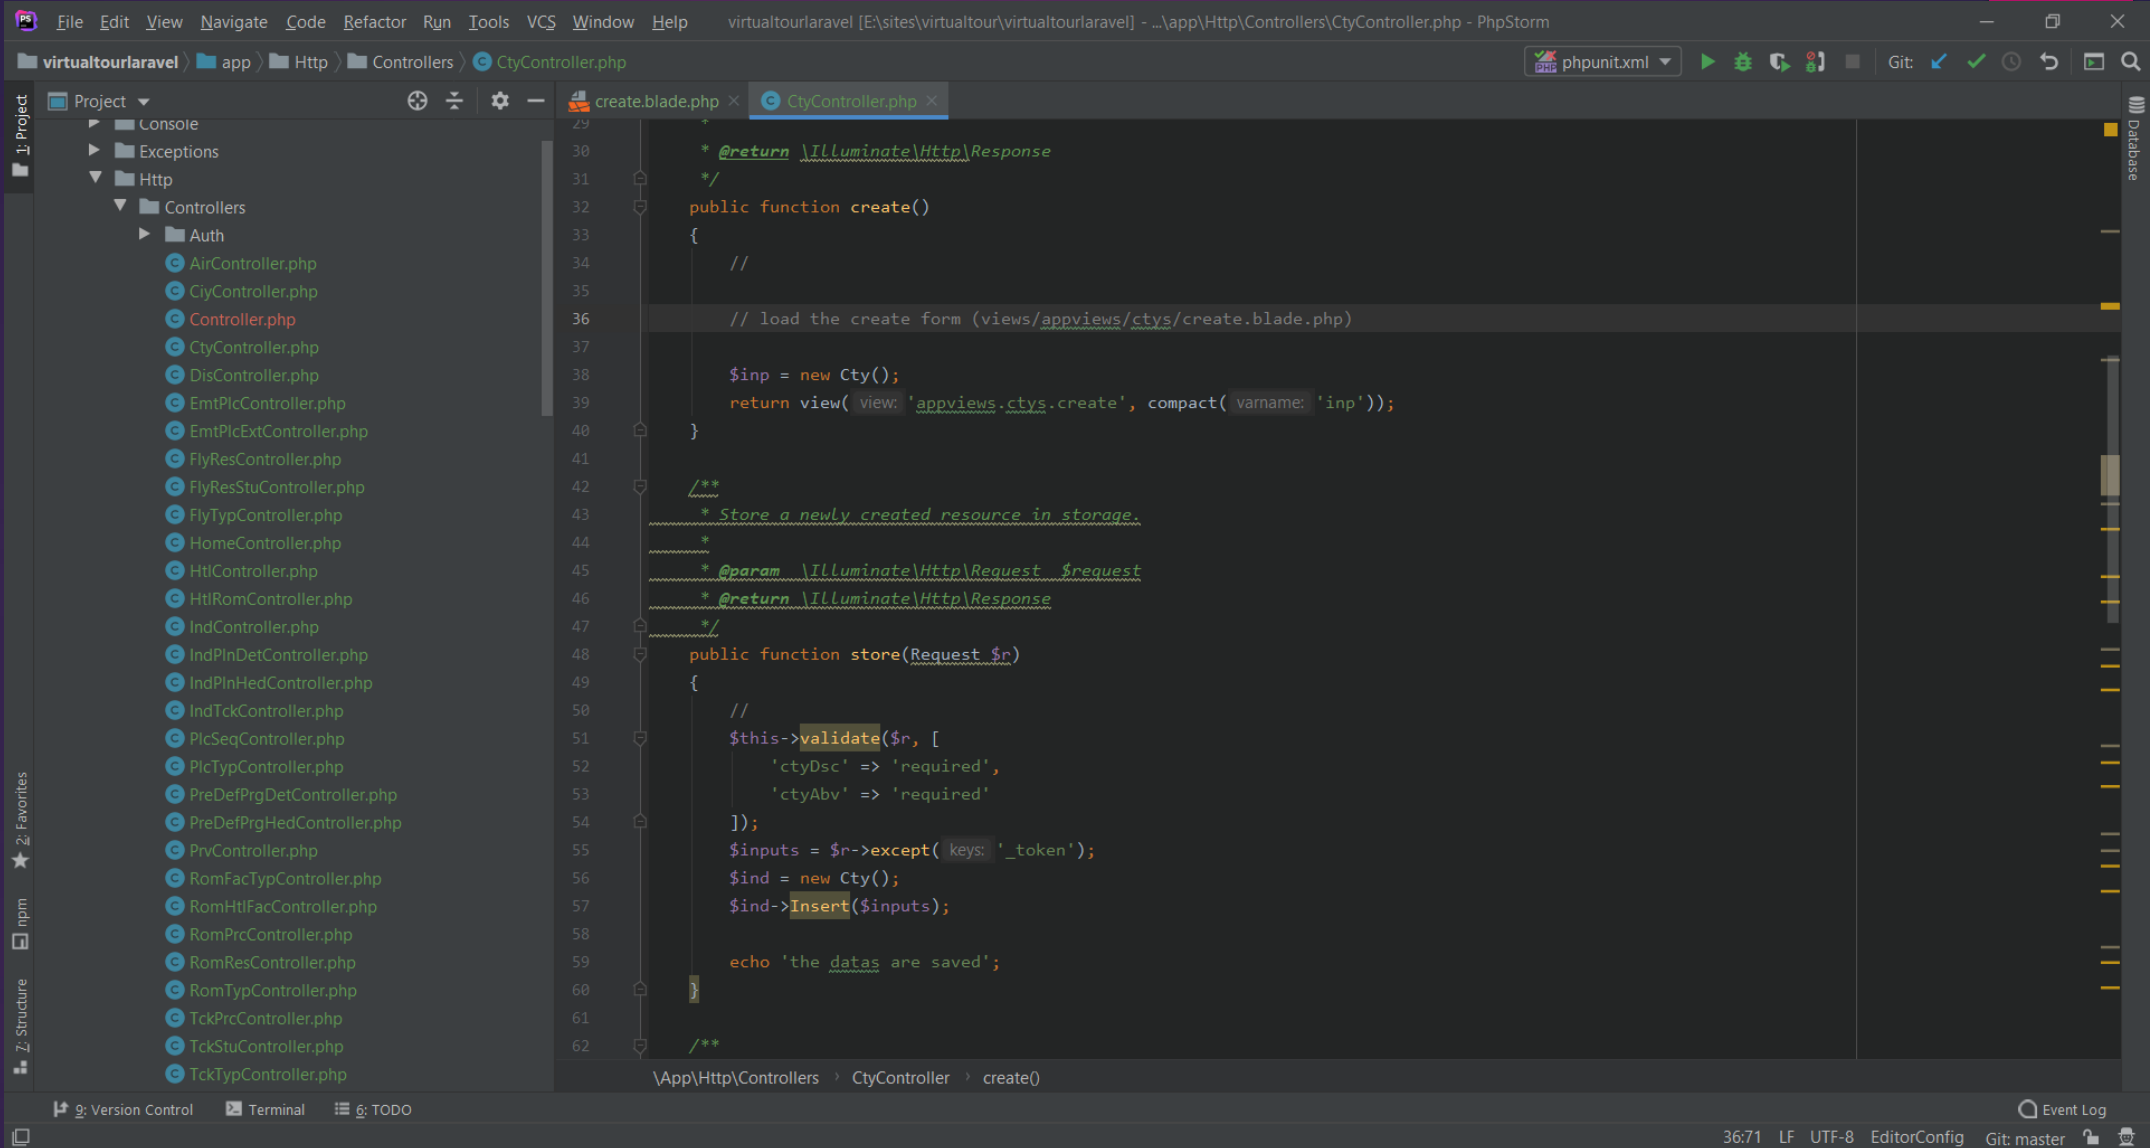 File Edit View Navigate Code Refactor Run Tools VCS Window Help virtualtourlaravel [E:\sites\virtualtour\virtualtourlaravel] - ...\app\Http\Controllers\CtyController.php - PhpStorm
virtualtourlaravel app Http Controllers CtyController.php phpunit.xml Git:
Project
create.blade.php CtyController.php
1: Project
2: Favorites
npm
7: Structure
Database
Console
Exceptions
Http
Controllers
Auth
AirController.php
CiyController.php
Controller.php
CtyController.php
DisController.php
EmtPlcController.php
EmtPlcExtController.php
FlyResController.php
FlyResStuController.php
FlyTypController.php
HomeController.php
HtlController.php
HtlRomController.php
IndController.php
IndPlnDetController.php
IndPlnHedController.php
IndTckController.php
PlcSeqController.php
PlcTypController.php
PreDefPrgDetController.php
PreDefPrgHedController.php
PrvController.php
RomFacTypController.php
RomHtlFacController.php
RomPrcController.php
RomResController.php
RomTypController.php
TckPrcController.php
TckStuController.php
TckTypController.php
29 *
30 * @return \Illuminate\Http\Response
31 */
32 public function create()
33 {
34 //
35
36 // load the create form (views/appviews/ctys/create.blade.php)
37
38 $inp = new Cty();
39 return view( view: 'appviews.ctys.create', compact( varname: 'inp'));
40 }
41
42 /**
43 * Store a newly created resource in storage.
44 *
45 * @param \Illuminate\Http\Request $request
46 * @return \Illuminate\Http\Response
47 */
48 public function store(Request $r)
49 {
50 //
51 $this->validate($r, [
52 'ctyDsc' => 'required',
53 'ctyAbv' => 'required'
54 ]);
55 $inputs = $r->except( keys: '_token');
56 $ind = new Cty();
57 $ind->Insert($inputs);
58
59 echo 'the datas are saved';
60 }
61
62 /**
\App\Http\Controllers › CtyController › create()
9: Version Control Terminal 6: TODO Event Log
36:71 LF UTF-8 EditorConfig Git: master